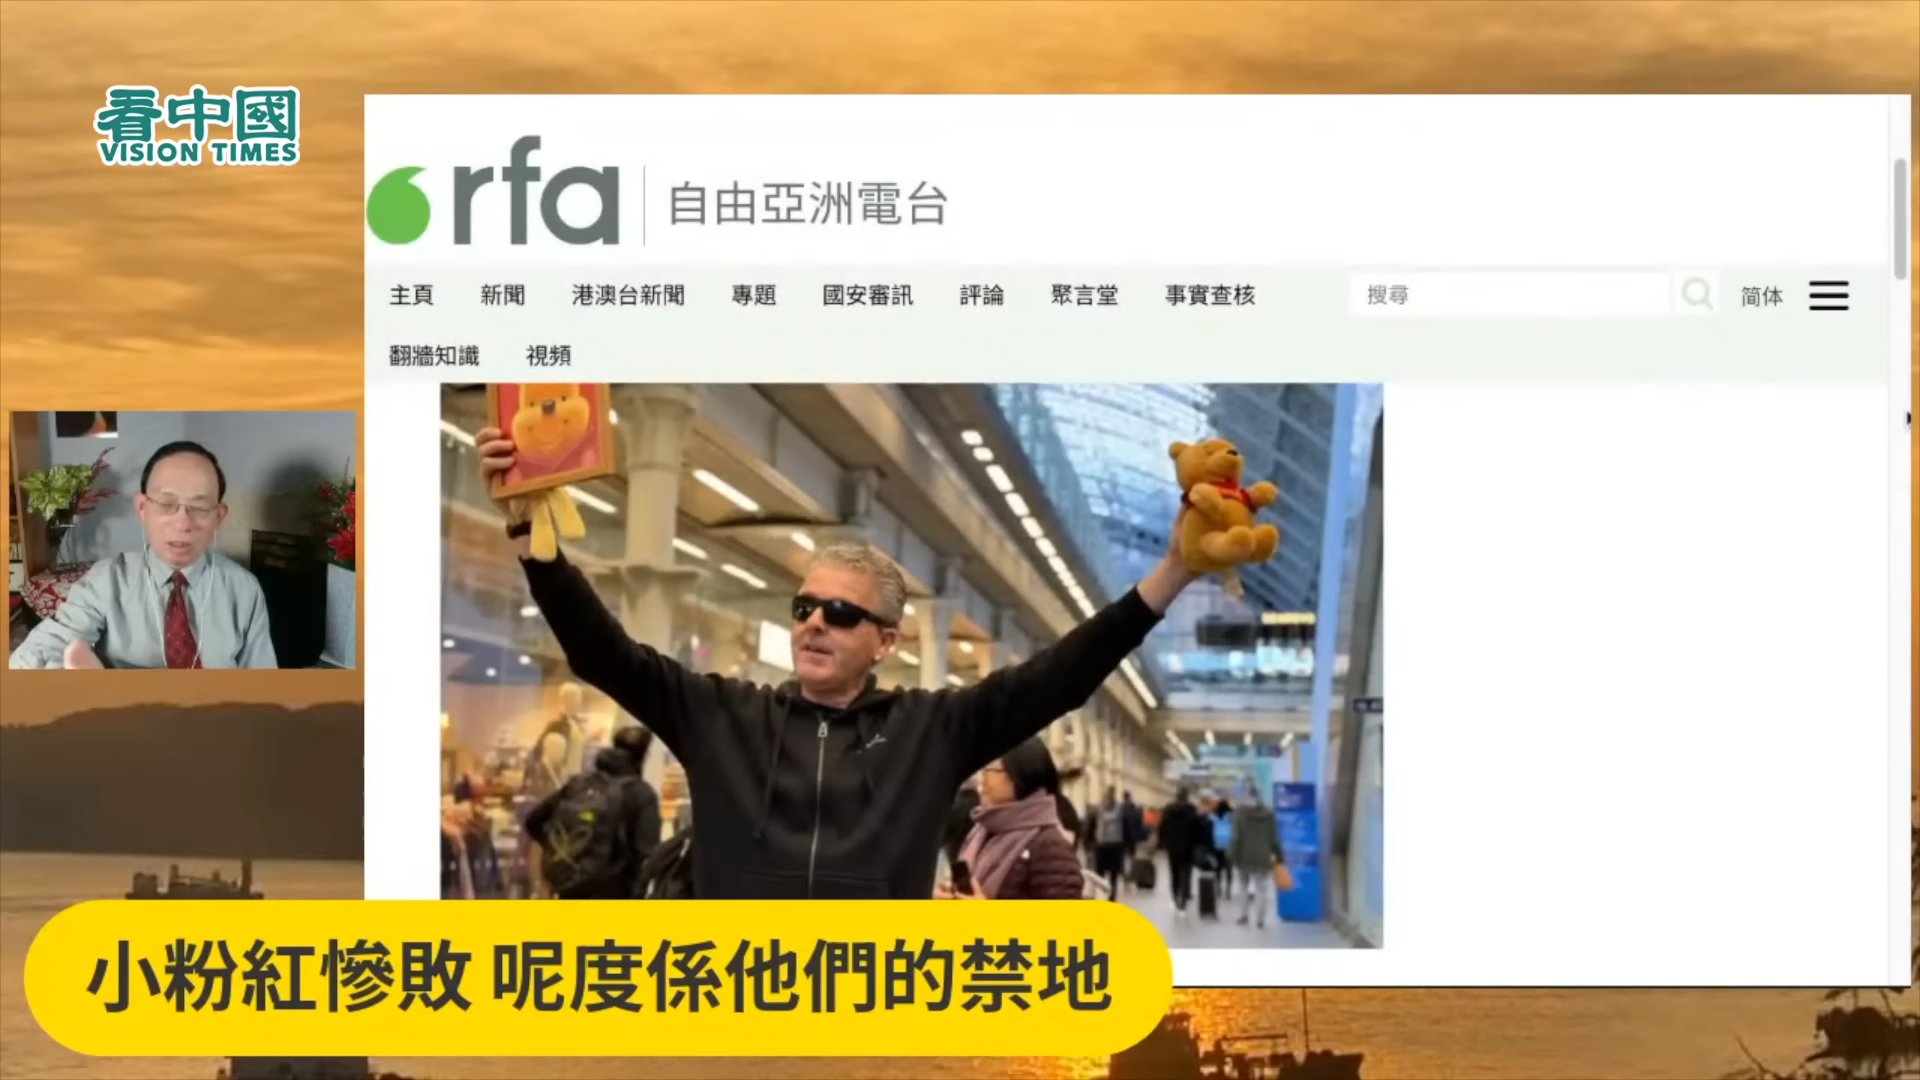 看中國
VISION TIMES
rfa 自由亞洲電台
主頁 新聞 港澳台新聞 專題 國安審訊 評論 聚言堂 事實查核 搜尋 简体
翻牆知識 視頻
小粉紅慘敗 呢度係他們的禁地